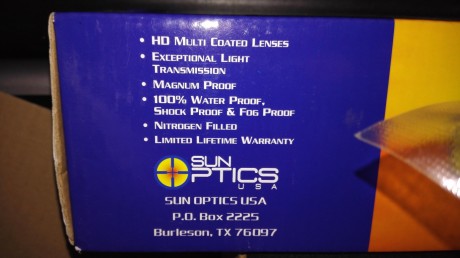 • HD Multi Coated Lenses
• Exceptional Light
Transmission
• Magnum Proof
• 100% Water Proof,
Shock Proof & Fog Proof
• Nitrogen Filled
• Limited Lifetime Warranty
SUN
OPTICS
USA
SUN OPTICS USA
P.O. Box 2225
Burleson, TX 76097